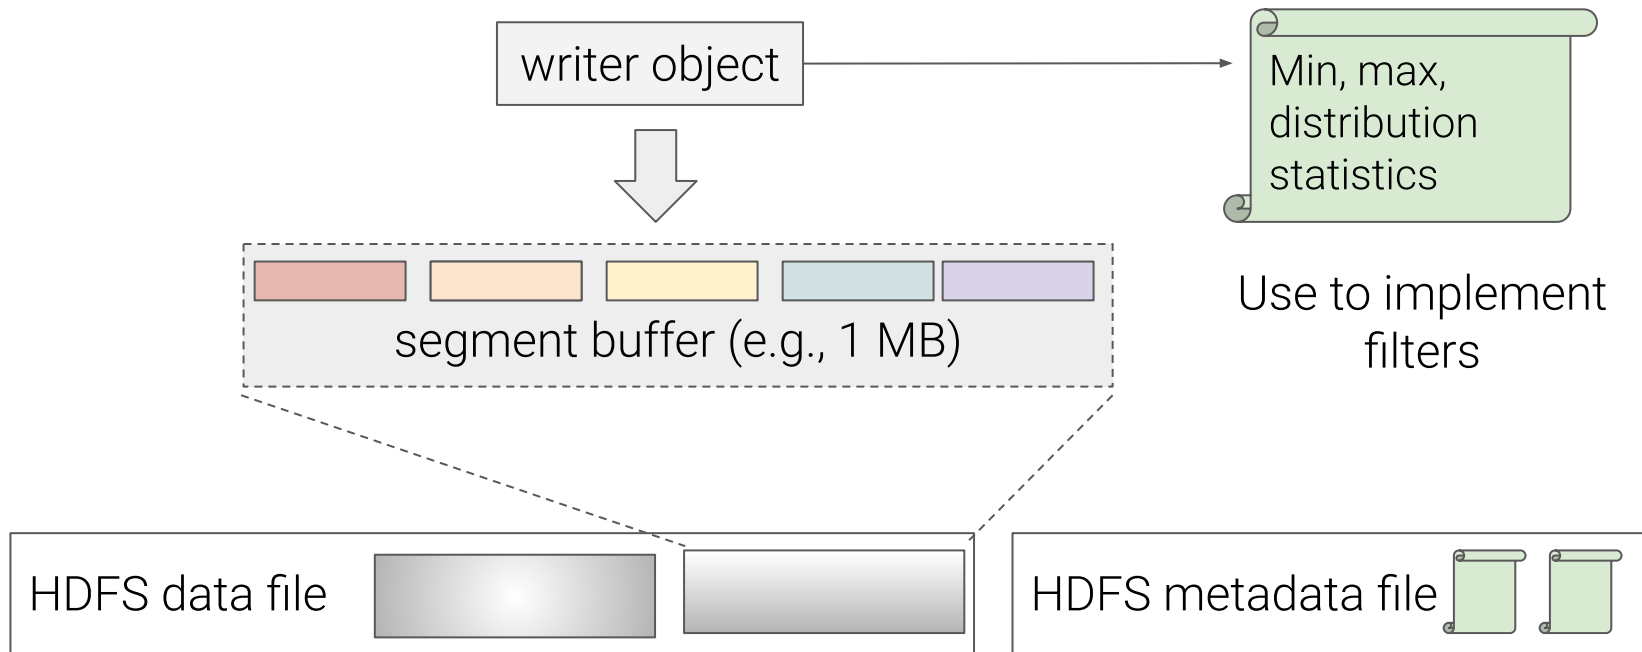 writer object
Min, max,
distribution
statistics
segment buffer (e.g., 1 MB)
Use to implement
filters
HDFS data file
HDFS metadata file